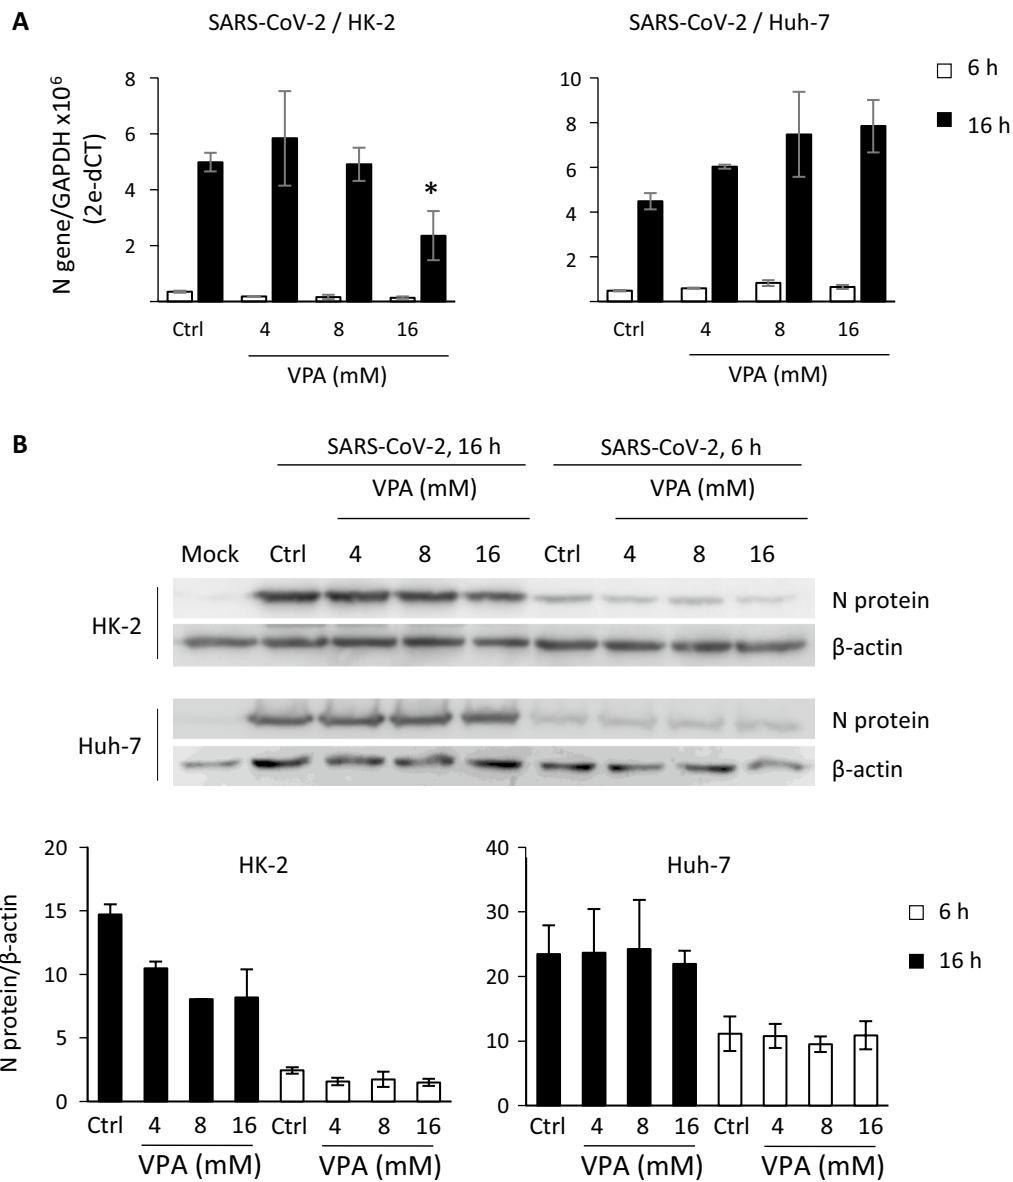 A
SARS-CoV-2 / HK-2
SARS-CoV-2 / Huh-7
N gene/GAPDH x10⁶
(2e-dCT)
8
6
4
2
*
Ctrl
4
8
16
VPA (mM)
10
8
6
4
2
Ctrl
4
8
16
VPA (mM)
6 h
16 h
B
SARS-CoV-2, 16 h
SARS-CoV-2, 6 h
VPA (mM)
VPA (mM)
Mock Ctrl 4 8 16 Ctrl 4 8 16
HK-2
N protein
β-actin
Huh-7
N protein
β-actin
N protein/β-actin
HK-2
20
15
10
5
0
Ctrl 4 8 16 Ctrl 4 8 16
VPA (mM) VPA (mM)
Huh-7
40
30
20
10
0
Ctrl 4 8 16 Ctrl 4 8 16
VPA (mM) VPA (mM)
6 h
16 h